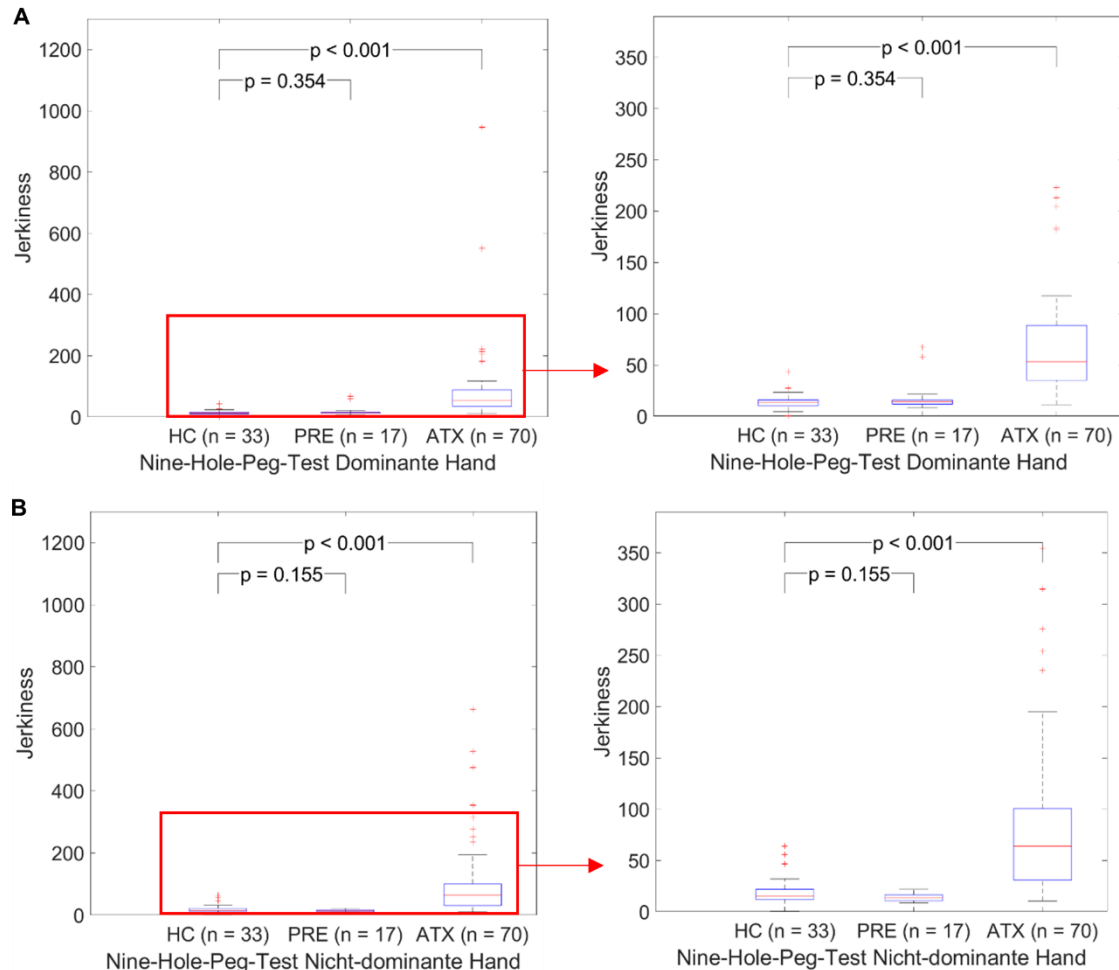 A
1200
1000
800
600
400
200
0
Jerkiness
p < 0.001
p = 0.354
HC (n = 33) PRE (n = 17) ATX (n = 70)
Nine-Hole-Peg-Test Dominante Hand
350
300
250
200
150
100
50
0
Jerkiness
p < 0.001
p = 0.354
HC (n = 33) PRE (n = 17) ATX (n = 70)
Nine-Hole-Peg-Test Dominante Hand
B
1200
1000
800
600
400
200
0
Jerkiness
p < 0.001
p = 0.155
HC (n = 33) PRE (n = 17) ATX (n = 70)
Nine-Hole-Peg-Test Nicht-dominante Hand
350
300
250
200
150
100
50
0
Jerkiness
p < 0.001
p = 0.155
HC (n = 33) PRE (n = 17) ATX (n = 70)
Nine-Hole-Peg-Test Nicht-dominante Hand